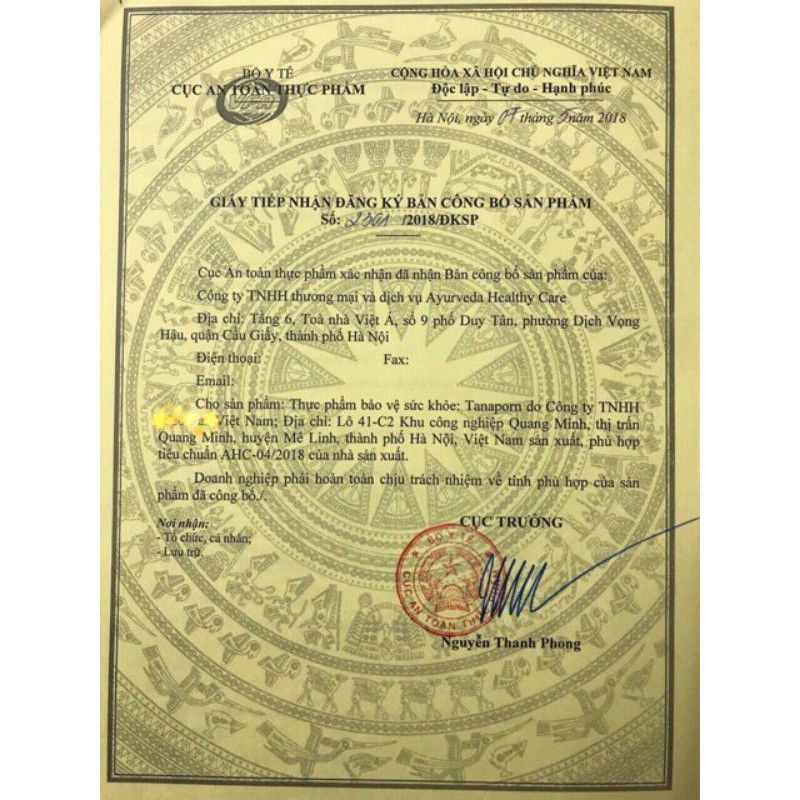 BỘ Y TẾ
CỤC AN TOÀN THỰC PHẨM
VFA
CỘNG HÒA XÃ HỘI CHỦ NGHĨA VIỆT NAM
Độc lập - Tự do - Hạnh phúc
Hà Nội, ngày 07 tháng 5 năm 2018
GIẤY TIẾP NHẬN ĐĂNG KÝ BẢN CÔNG BỐ SẢN PHẨM
Số: 2301 /2018/ĐKSP
Cục An toàn thực phẩm xác nhận đã nhận Bản công bố sản phẩm của:
Công ty TNHH thương mại và dịch vụ Ayurveda Healthy Care
Địa chỉ: Tầng 6, Toà nhà Việt Á, số 9 phố Duy Tân, phường Dịch Vọng
Hậu, quận Cầu Giấy, thành phố Hà Nội
Điện thoại: Fax:
Email:
Cho sản phẩm: Thực phẩm bảo vệ sức khỏe: Tanaporn do Công ty TNHH
Việt Nam; Địa chỉ: Lô 41-C2 Khu công nghiệp Quang Minh, thị trấn
Quang Minh, huyện Mê Linh, thành phố Hà Nội, Việt Nam sản xuất, phù hợp
tiêu chuẩn AHC-04/2018 của nhà sản xuất.
Doanh nghiệp phải hoàn toàn chịu trách nhiệm về tính phù hợp của sản
phẩm đã công bố./.
Nơi nhận:
- Tổ chức, cá nhân;
- Lưu trữ.
CỤC TRƯỞNG
BỘ Y TẾ
CỤC AN TOÀN
Nguyễn Thanh Phong